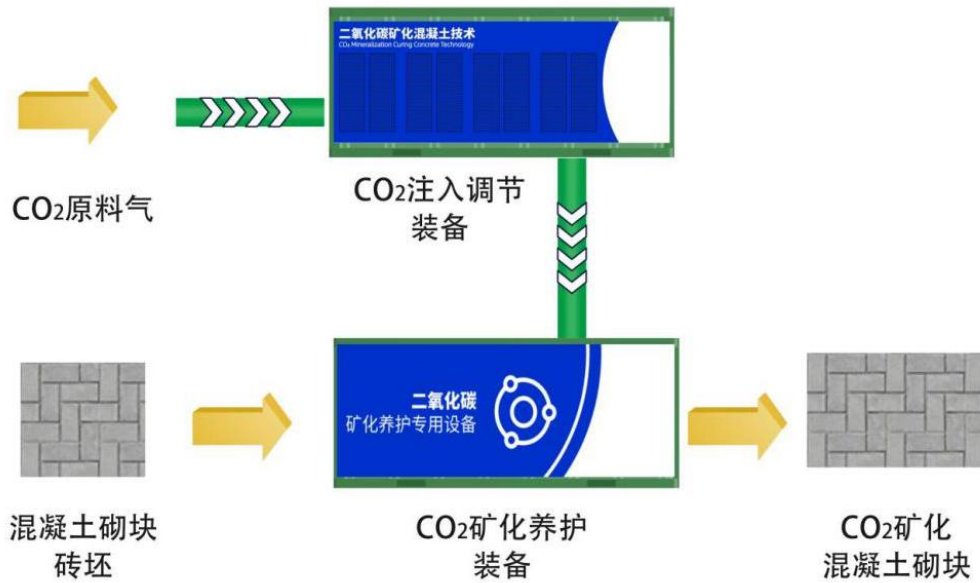 二氧化碳矿化混凝土技术
CO₂ Mineralization Curing Concrete Technology
CO₂原料气
CO₂注入调节
装备
二氧化碳
矿化养护专用设备
混凝土砌块
砖坯
CO₂矿化养护
装备
CO₂矿化
混凝土砌块